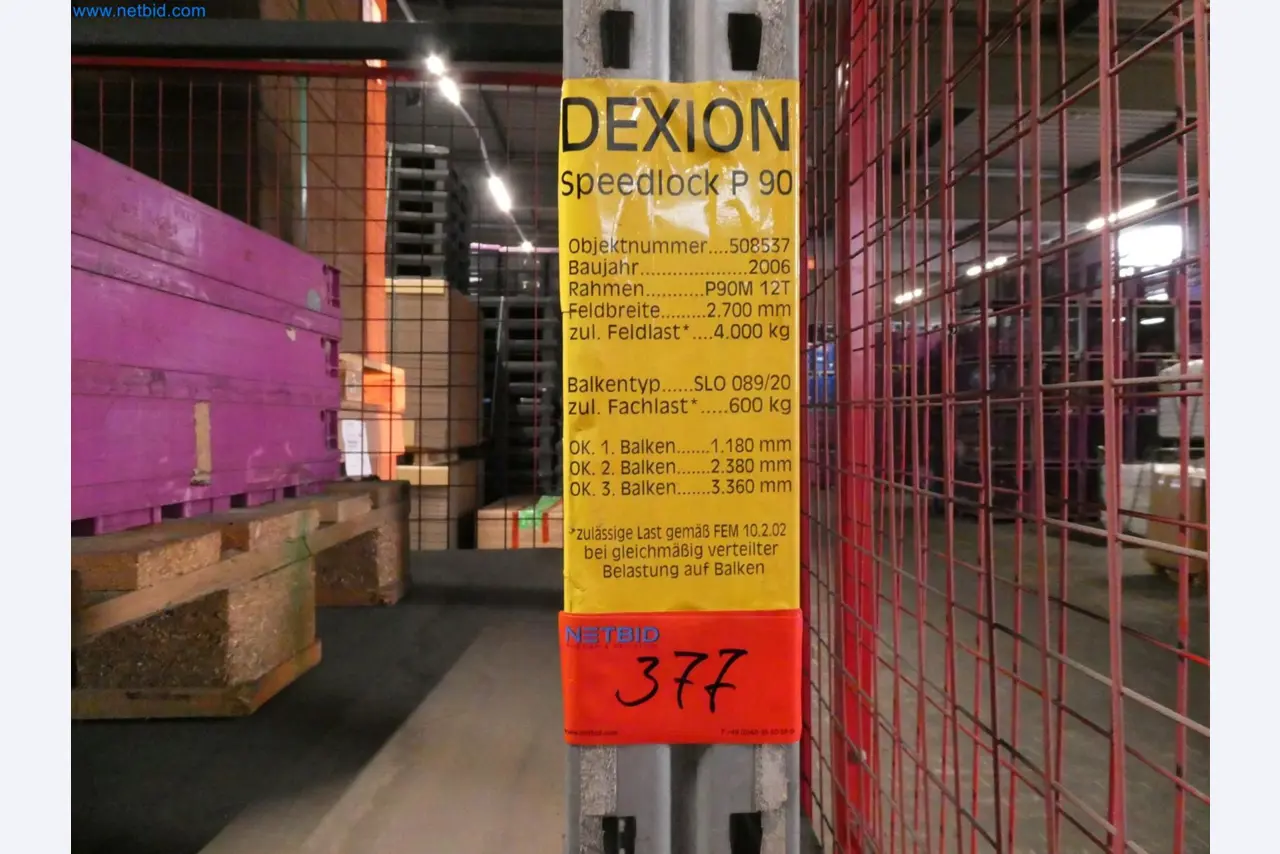 www.netbid.com
DEXION
Speedlock P 90
Objektnummer....508537
Baujahr....................2006
Rahmen...........P90M 12T
Feldbreite.........2.700 mm
zul. Feldlast*....4.000 kg
Balkentyp......SLO 089/20
zul. Fachlast*.....600 kg
OK. 1. Balken.......1.180 mm
OK. 2. Balken.......2.380 mm
OK. 3. Balken.......3.360 mm
*zulässige Last gemäß FEM 10.2.02
bei gleichmäßig verteilter
Belastung auf Balken
NETBID
377
www.netbid.com